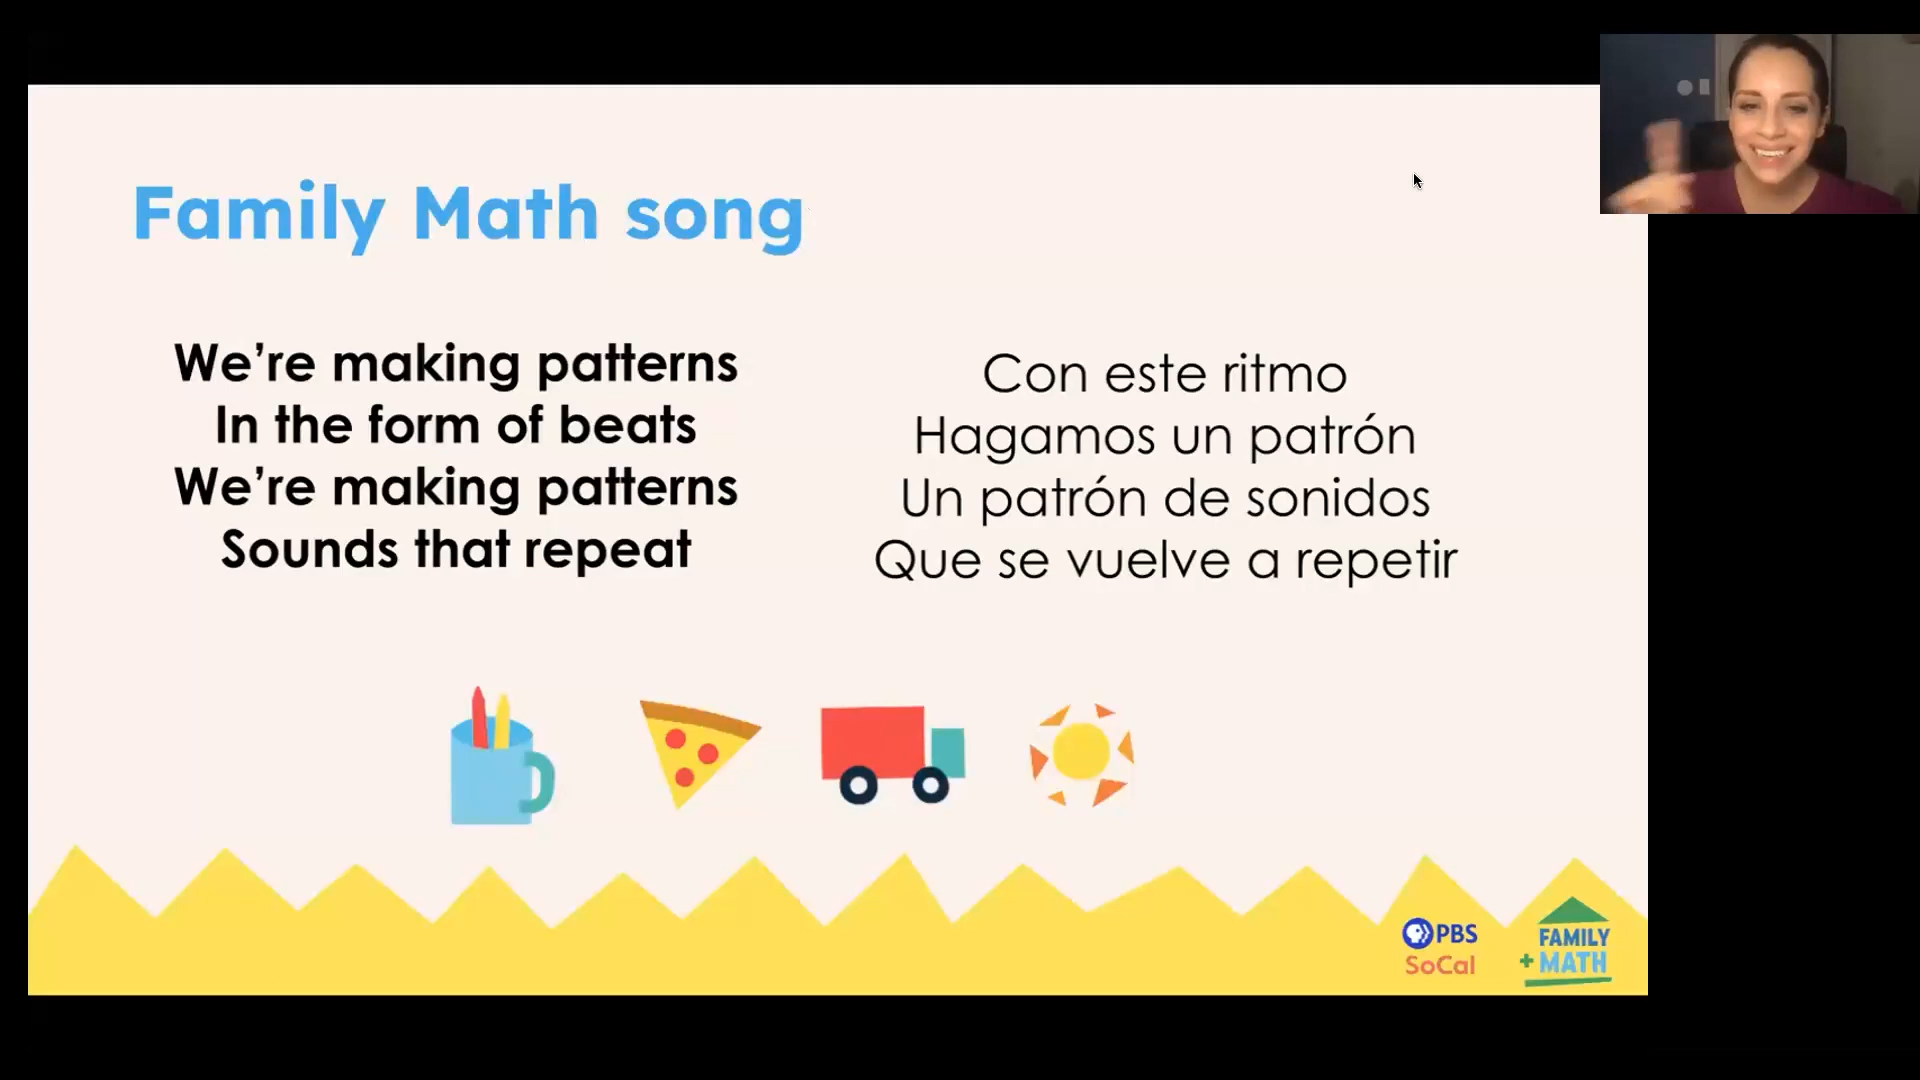 Family Math song
We’re making patterns
In the form of beats
We’re making patterns
Sounds that repeat
Con este ritmo
Hagamos un patrón
Un patrón de sonidos
Que se vuelve a repetir
PBS
SoCal
FAMILY
+ MATH